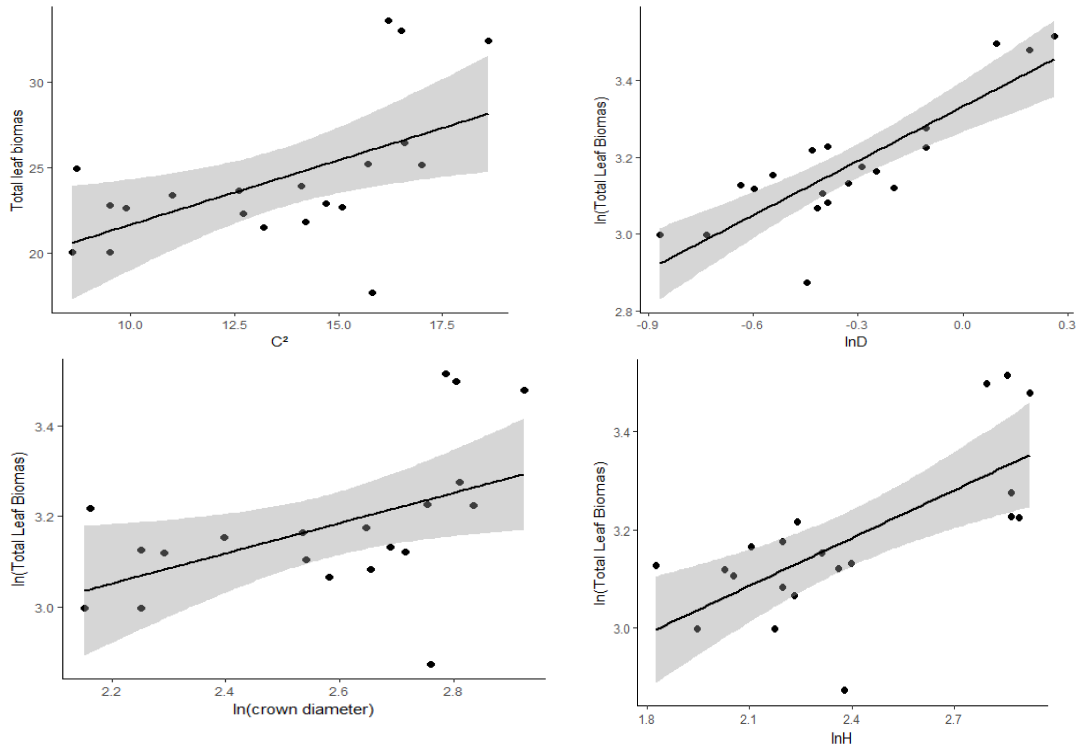 Total leaf biomas
30
25
20
10.0 12.5 15.0 17.5
C²
ln(Total Leaf Biomas)
3.4
3.2
3.0
2.8
-0.9 -0.6 -0.3 0.0 0.3
lnD
ln(Total Leaf Biomas)
3.4
3.2
3.0
2.2 2.4 2.6 2.8
ln(crown diameter)
ln(Total Leaf Biomas)
3.4
3.2
3.0
1.8 2.1 2.4 2.7
lnH